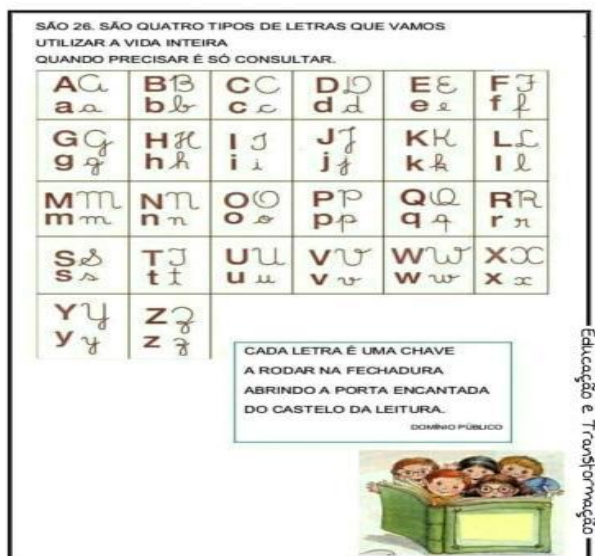 SÃO 26. SÃO QUATRO TIPOS DE LETRAS QUE VAMOS
UTILIZAR A VIDA INTEIRA
QUANDO PRECISAR É SÓ CONSULTAR.
A A B B C C D D E E F F
a a b b c c d d e e f f
G G H H I I J J K K L L
g g h h i i j j k k l l
M M N N O O P P Q Q R R
m m n n o o p p q q r r
S S T T U U V V W W X X
s s t t u u v v w w x x
Y Y Z Z
y y z z
CADA LETRA É UMA CHAVE
A RODAR NA FECHADURA
ABRINDO A PORTA ENCANTADA
DO CASTELO DA LEITURA.
DOMÍNIO PÚBLICO
Educação e Transformação